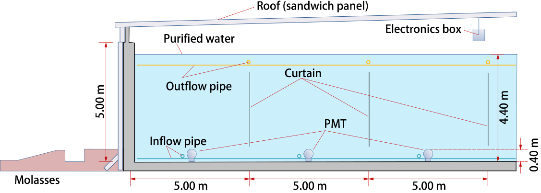 Roof (sandwich panel)
Purified water
Electronics box
5.00 m
Outflow pipe
Curtain
4.40 m
Inflow pipe
PMT
0.40 m
Molasses
5.00 m
5.00 m
5.00 m